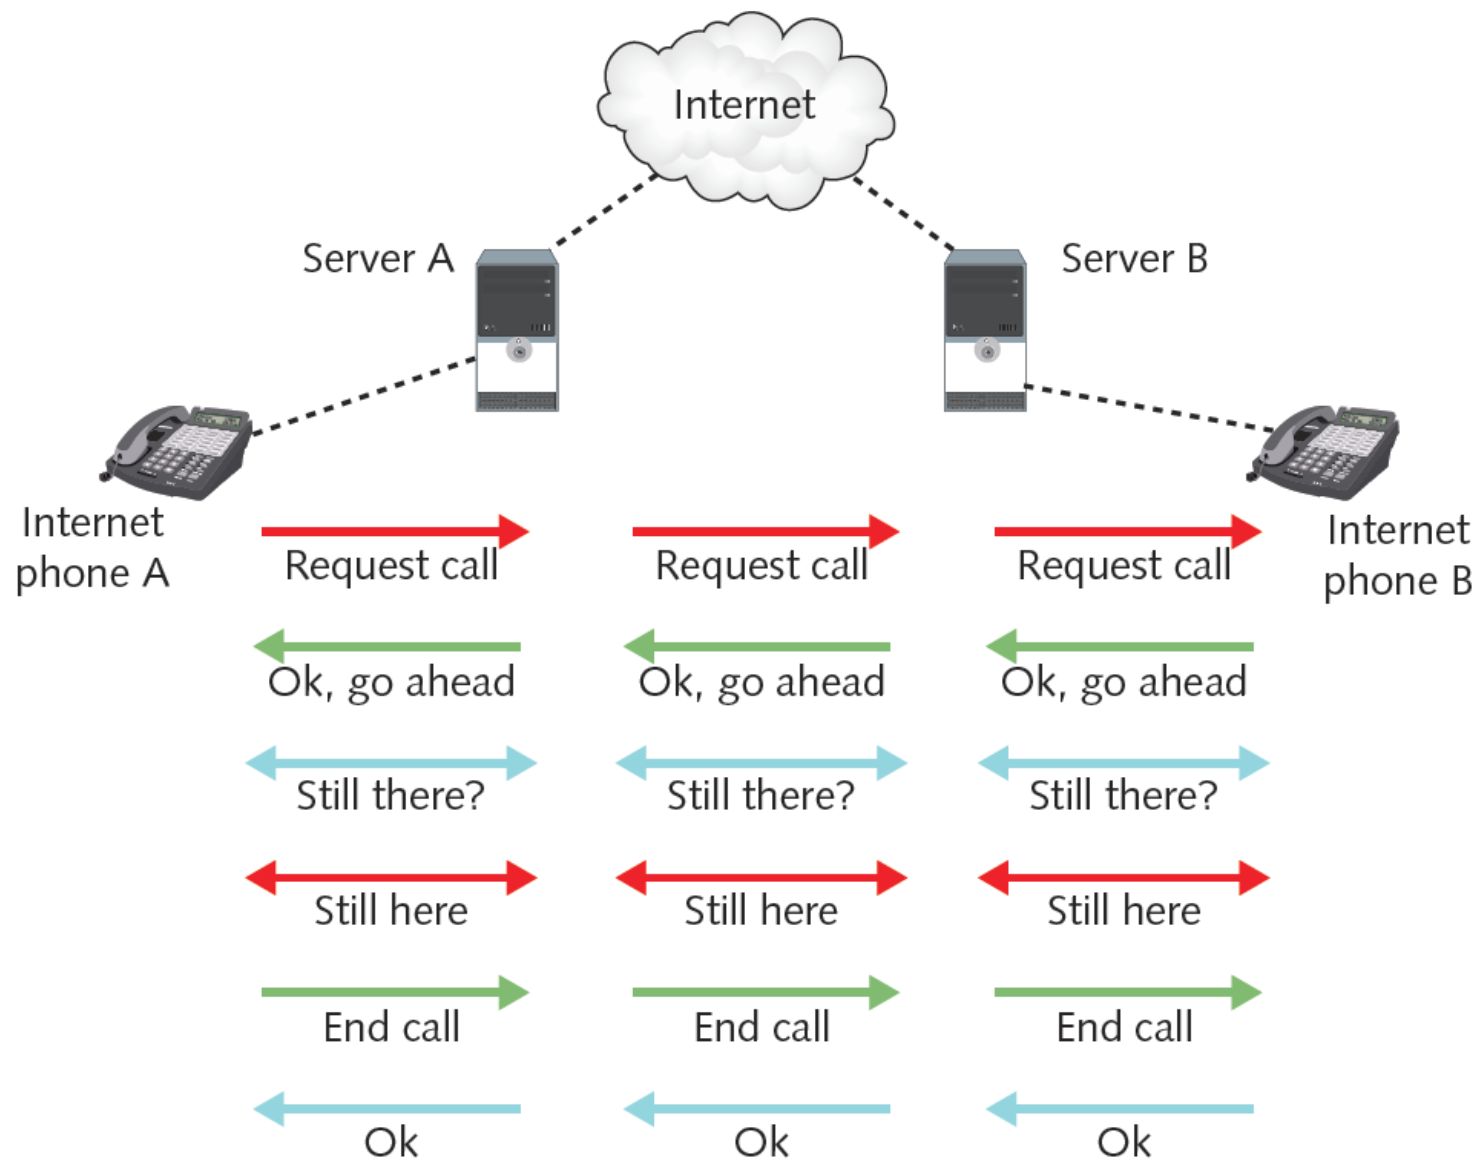 Internet
Server A
Server B
Internet
phone A
Internet
phone B
Request call
Request call
Request call
Ok, go ahead
Ok, go ahead
Ok, go ahead
Still there?
Still there?
Still there?
Still here
Still here
Still here
End call
End call
End call
Ok
Ok
Ok